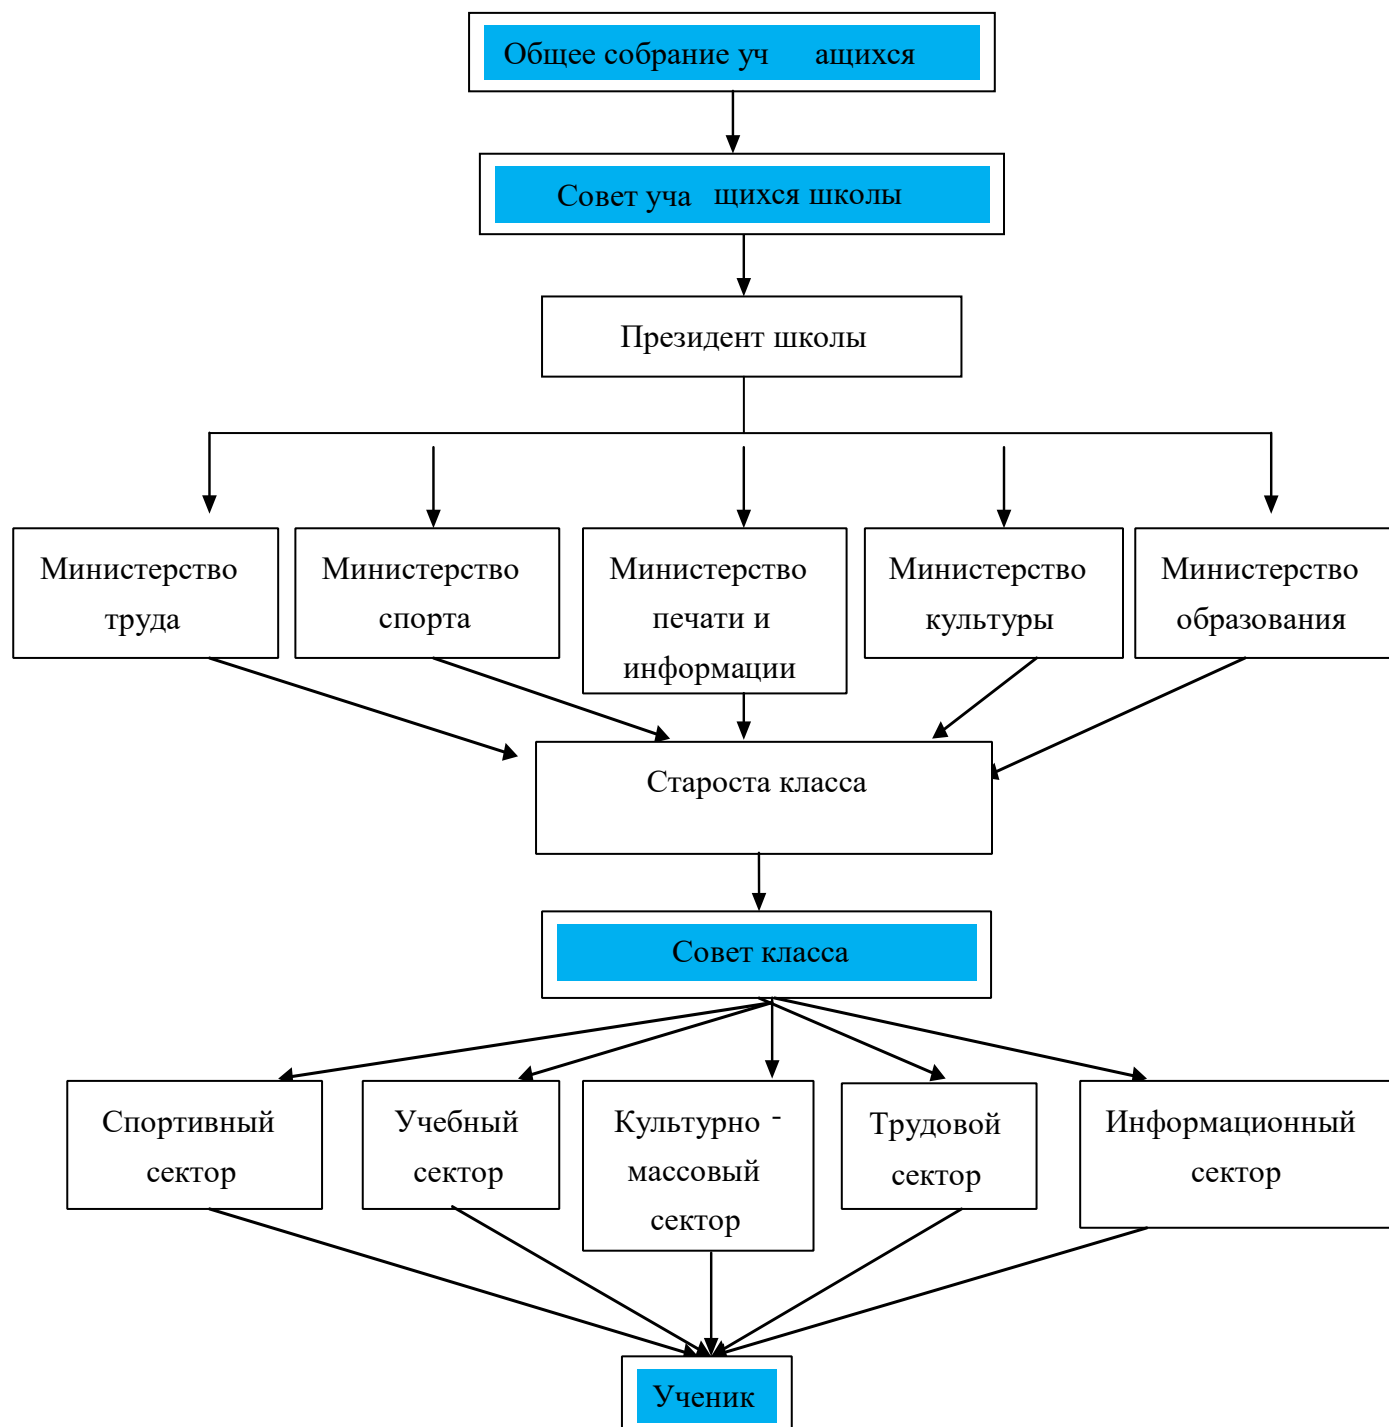 Общее собрание уч ащихся
Совет уча щихся школы
Президент школы
Министерство
труда
Министерство
спорта
Министерство
печати и
информации
Министерство
культуры
Министерство
образования
Староста класса
Совет класса
Спортивный
сектор
Учебный
сектор
Культурно -
массовый
сектор
Трудовой
сектор
Информационный
сектор
Ученик